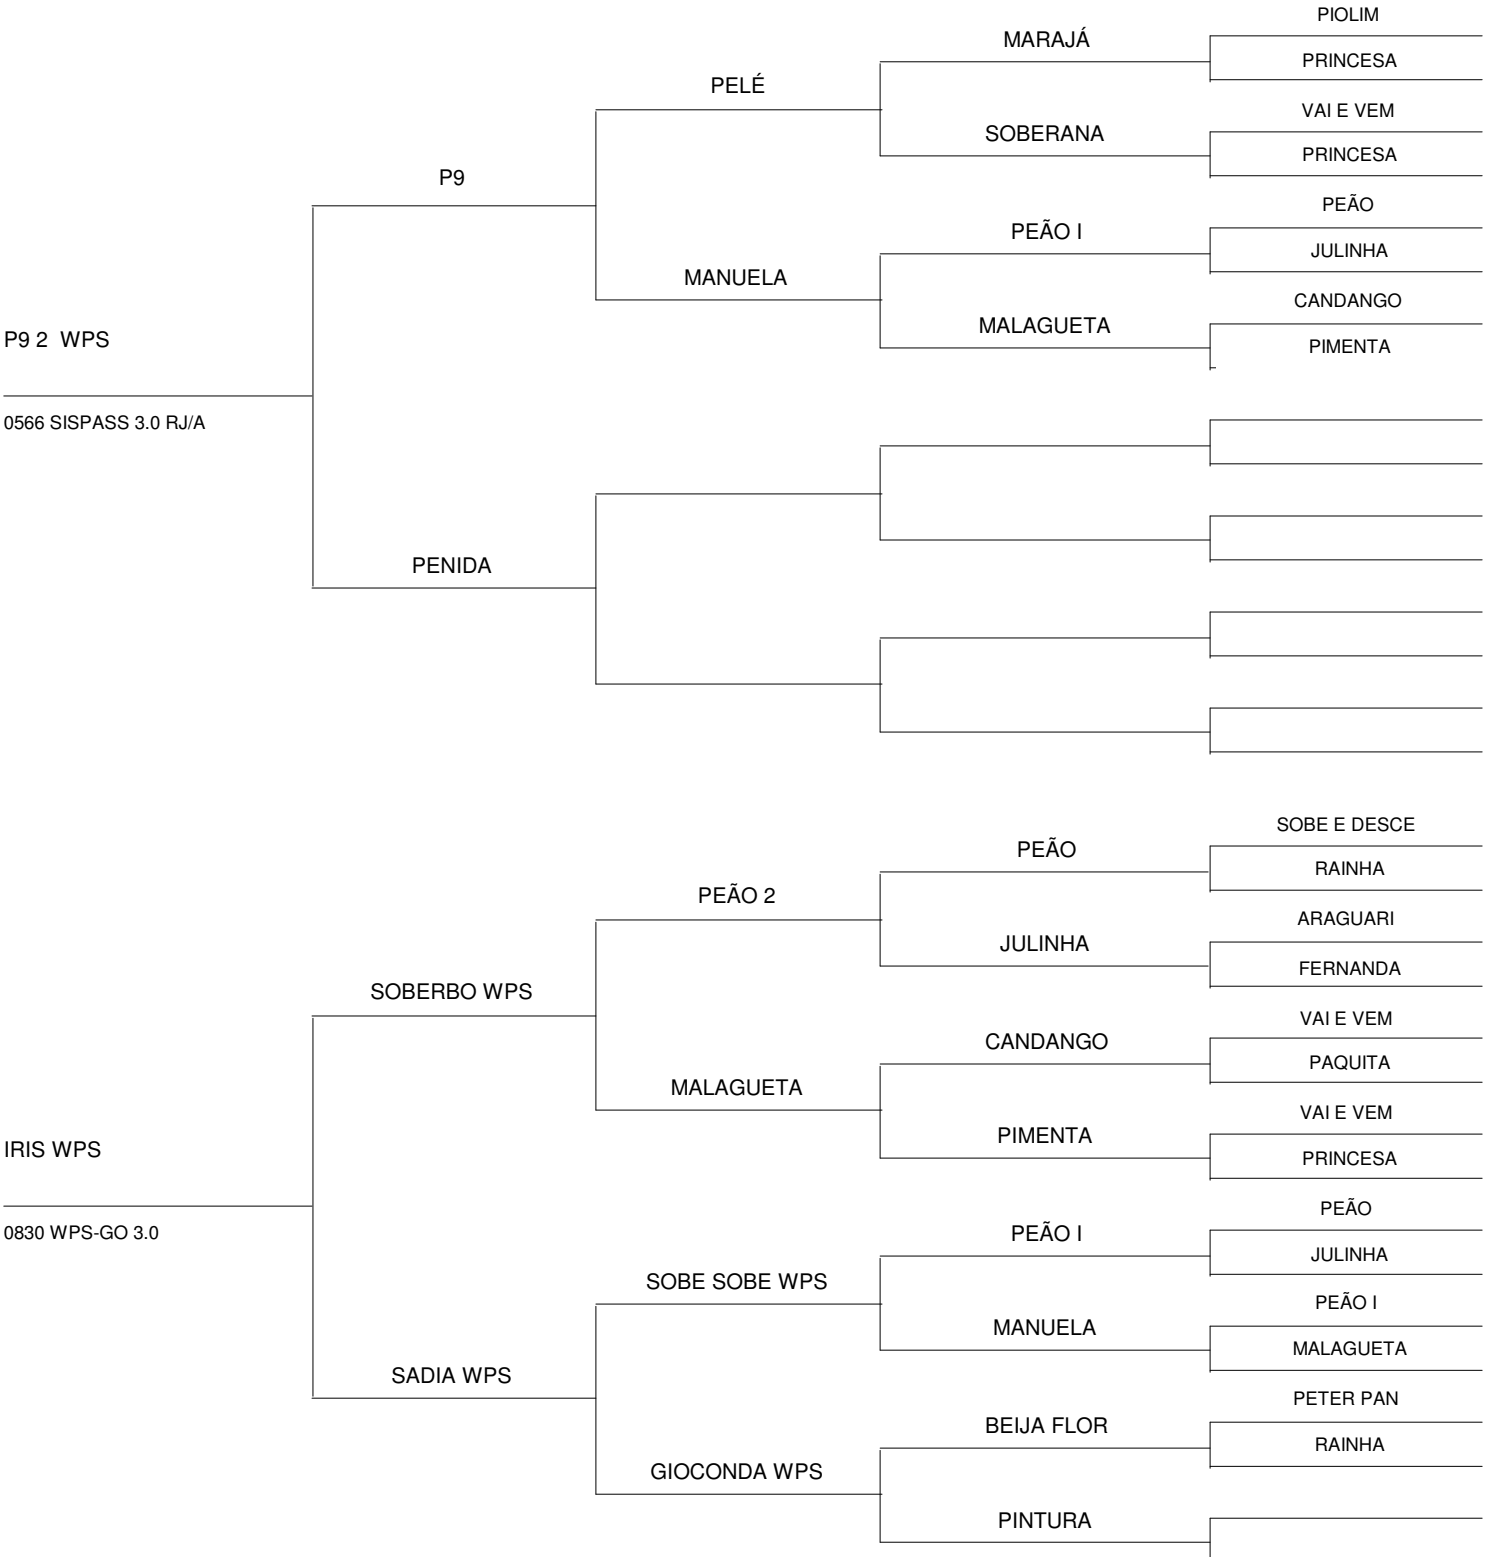 PIOLIM
MARAJÁ
PRINCESA
PELÉ
VAI E VEM
SOBERANA
PRINCESA
P9
PEÃO
PEÃO I
JULINHA
MANUELA
CANDANGO
MALAGUETA
P9 2 WPS
PIMENTA
0566 SISPASS 3.0 RJ/A
PENIDA
SOBE E DESCE
PEÃO
RAINHA
PEÃO 2
ARAGUARI
JULINHA
FERNANDA
SOBERBO WPS
VAI E VEM
CANDANGO
PAQUITA
MALAGUETA
VAI E VEM
PIMENTA
IRIS WPS
PRINCESA
PEÃO
0830 WPS-GO 3.0
PEÃO I
JULINHA
SOBE SOBE WPS
PEÃO I
MANUELA
MALAGUETA
SADIA WPS
PETER PAN
BEIJA FLOR
RAINHA
GIOCONDA WPS
PINTURA